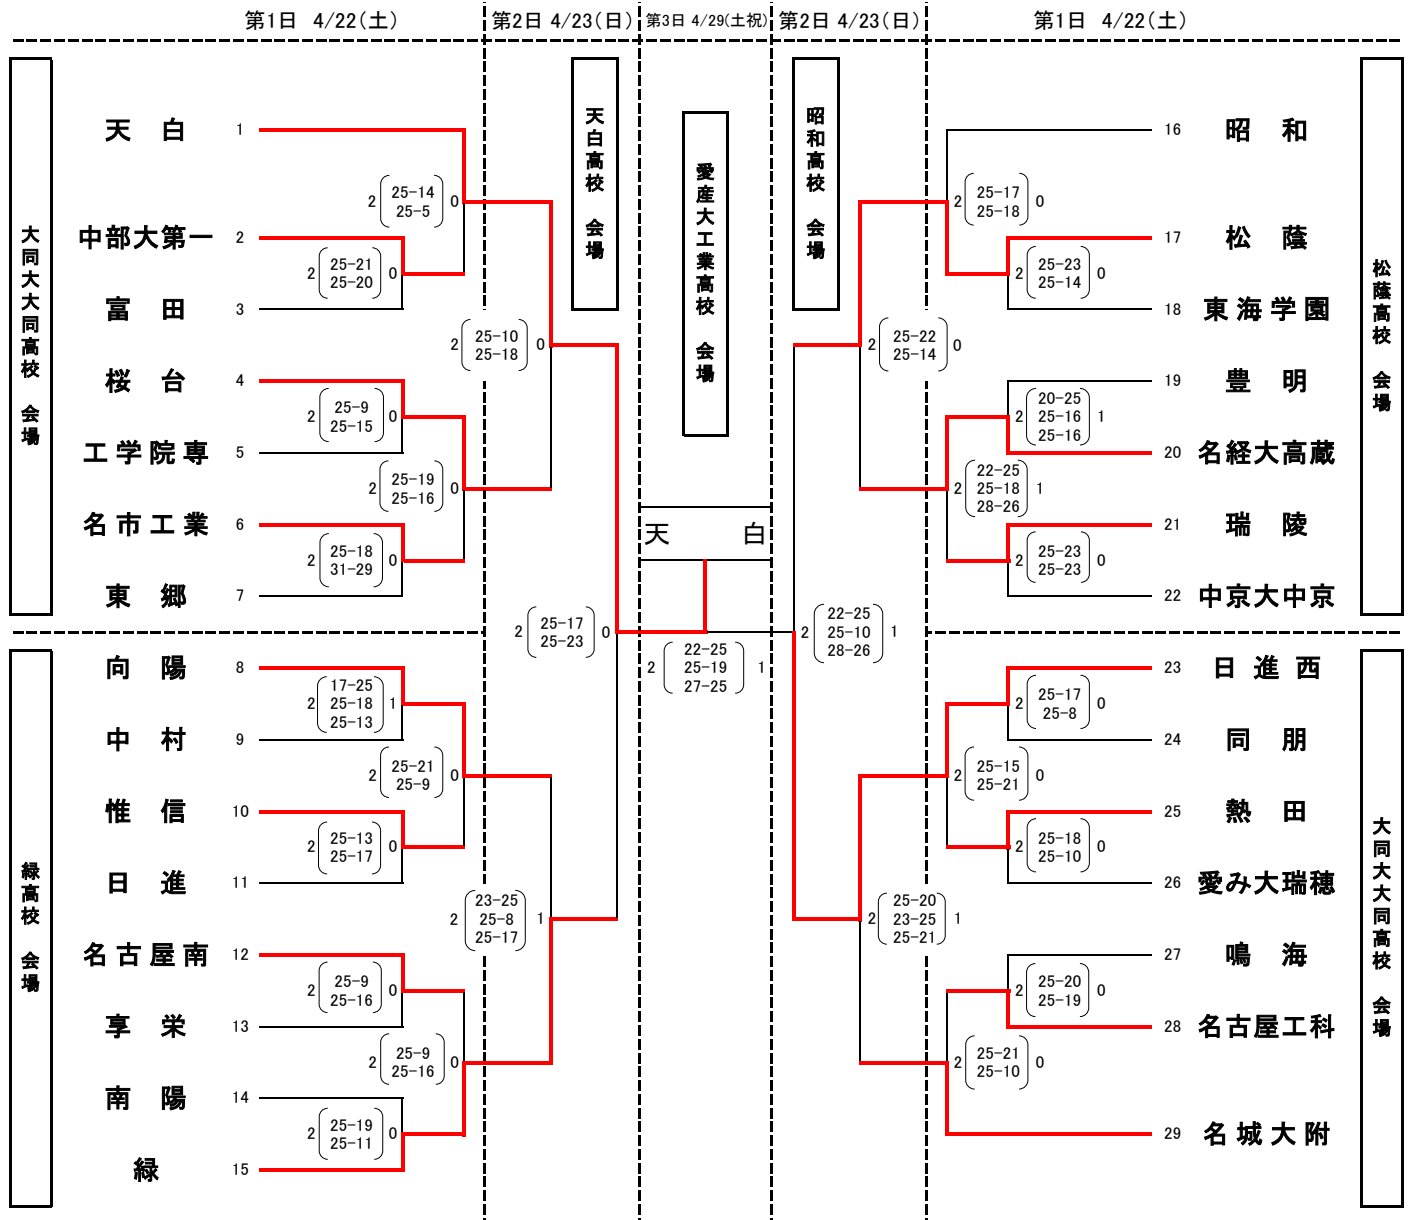 第1日 4/22(土)
第2日 4/23(日)
第3日 4/29(土祝)
第2日 4/23(日)
第1日 4/22(土)
大同大大同高校 会場
緑高校 会場
天白高校 会場
愛産大工業高校 会場
昭和高校 会場
松蔭高校 会場
大同大大同高校 会場
天 白 1
中部大第一 2
富 田 3
桜 台 4
工学院専 5
名市工業 6
東 郷 7
向 陽 8
中 村 9
惟 信 10
日 進 11
名古屋南 12
享 栄 13
南 陽 14
緑 15
2 25-14 0
25-5
2 25-21 0
25-20
2 25-9 0
25-15
2 25-19 0
25-16
2 25-18 0
31-29
2 17-25 1
25-18
25-13
2 25-21 0
25-9
2 25-13 0
25-17
2 25-9 0
25-16
2 25-9 0
25-16
2 25-19 0
25-11
2 25-10 0
25-18
2 23-25 1
25-8
25-17
2 25-17 0
25-23
天 白
2 22-25 1
25-19
27-25
2 22-25 1
25-10
28-26
2 25-22 0
25-14
2 25-20 1
23-25
25-21
2 25-17 0
25-18
2 25-23 0
25-14
2 20-25 1
25-16
25-16
2 22-25 1
25-18
28-26
2 25-23 0
25-23
2 25-17 0
25-8
2 25-15 0
25-21
2 25-18 0
25-10
2 25-20 0
25-19
2 25-21 0
25-10
16 昭 和
17 松 蔭
18 東海学園
19 豊 明
20 名経大高蔵
21 瑞 陵
22 中京大中京
23 日進西
24 同 朋
25 熱 田
26 愛み大瑞穂
27 鳴 海
28 名古屋工科
29 名城大附